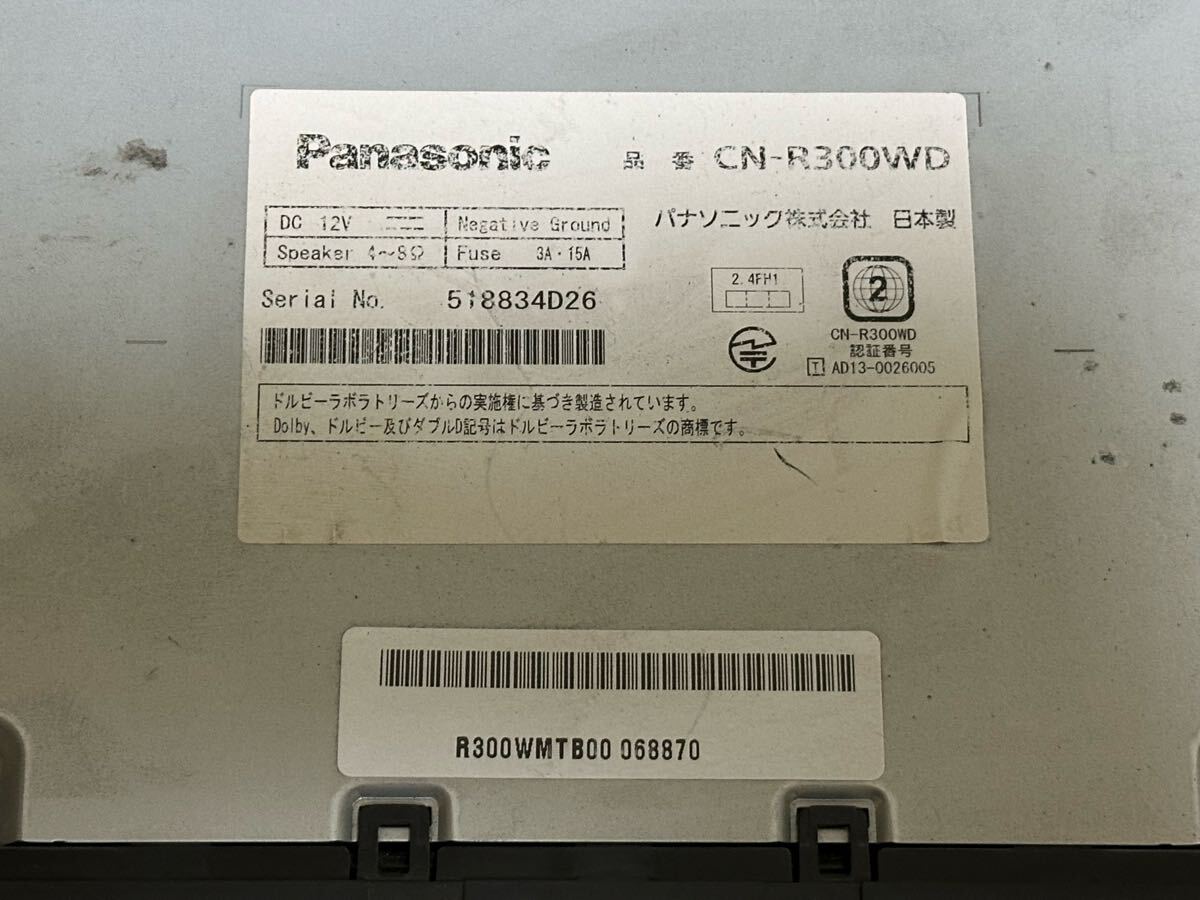 Panasonic 品番 CN-R300WD
DC 12V Negative Ground
Speaker 4~8Ω Fuse 3A・15A
パナソニック株式会社 日本製
Serial No. 518834D26
2.4FH1
2
CN-R300WD
認証番号
T AD13-0026005
ドルビーラボラトリーズからの実施権に基づき製造されています。
Dolby、ドルビー及びダブルD記号はドルビーラボラトリーズの商標です。
R300WMTB00 068870